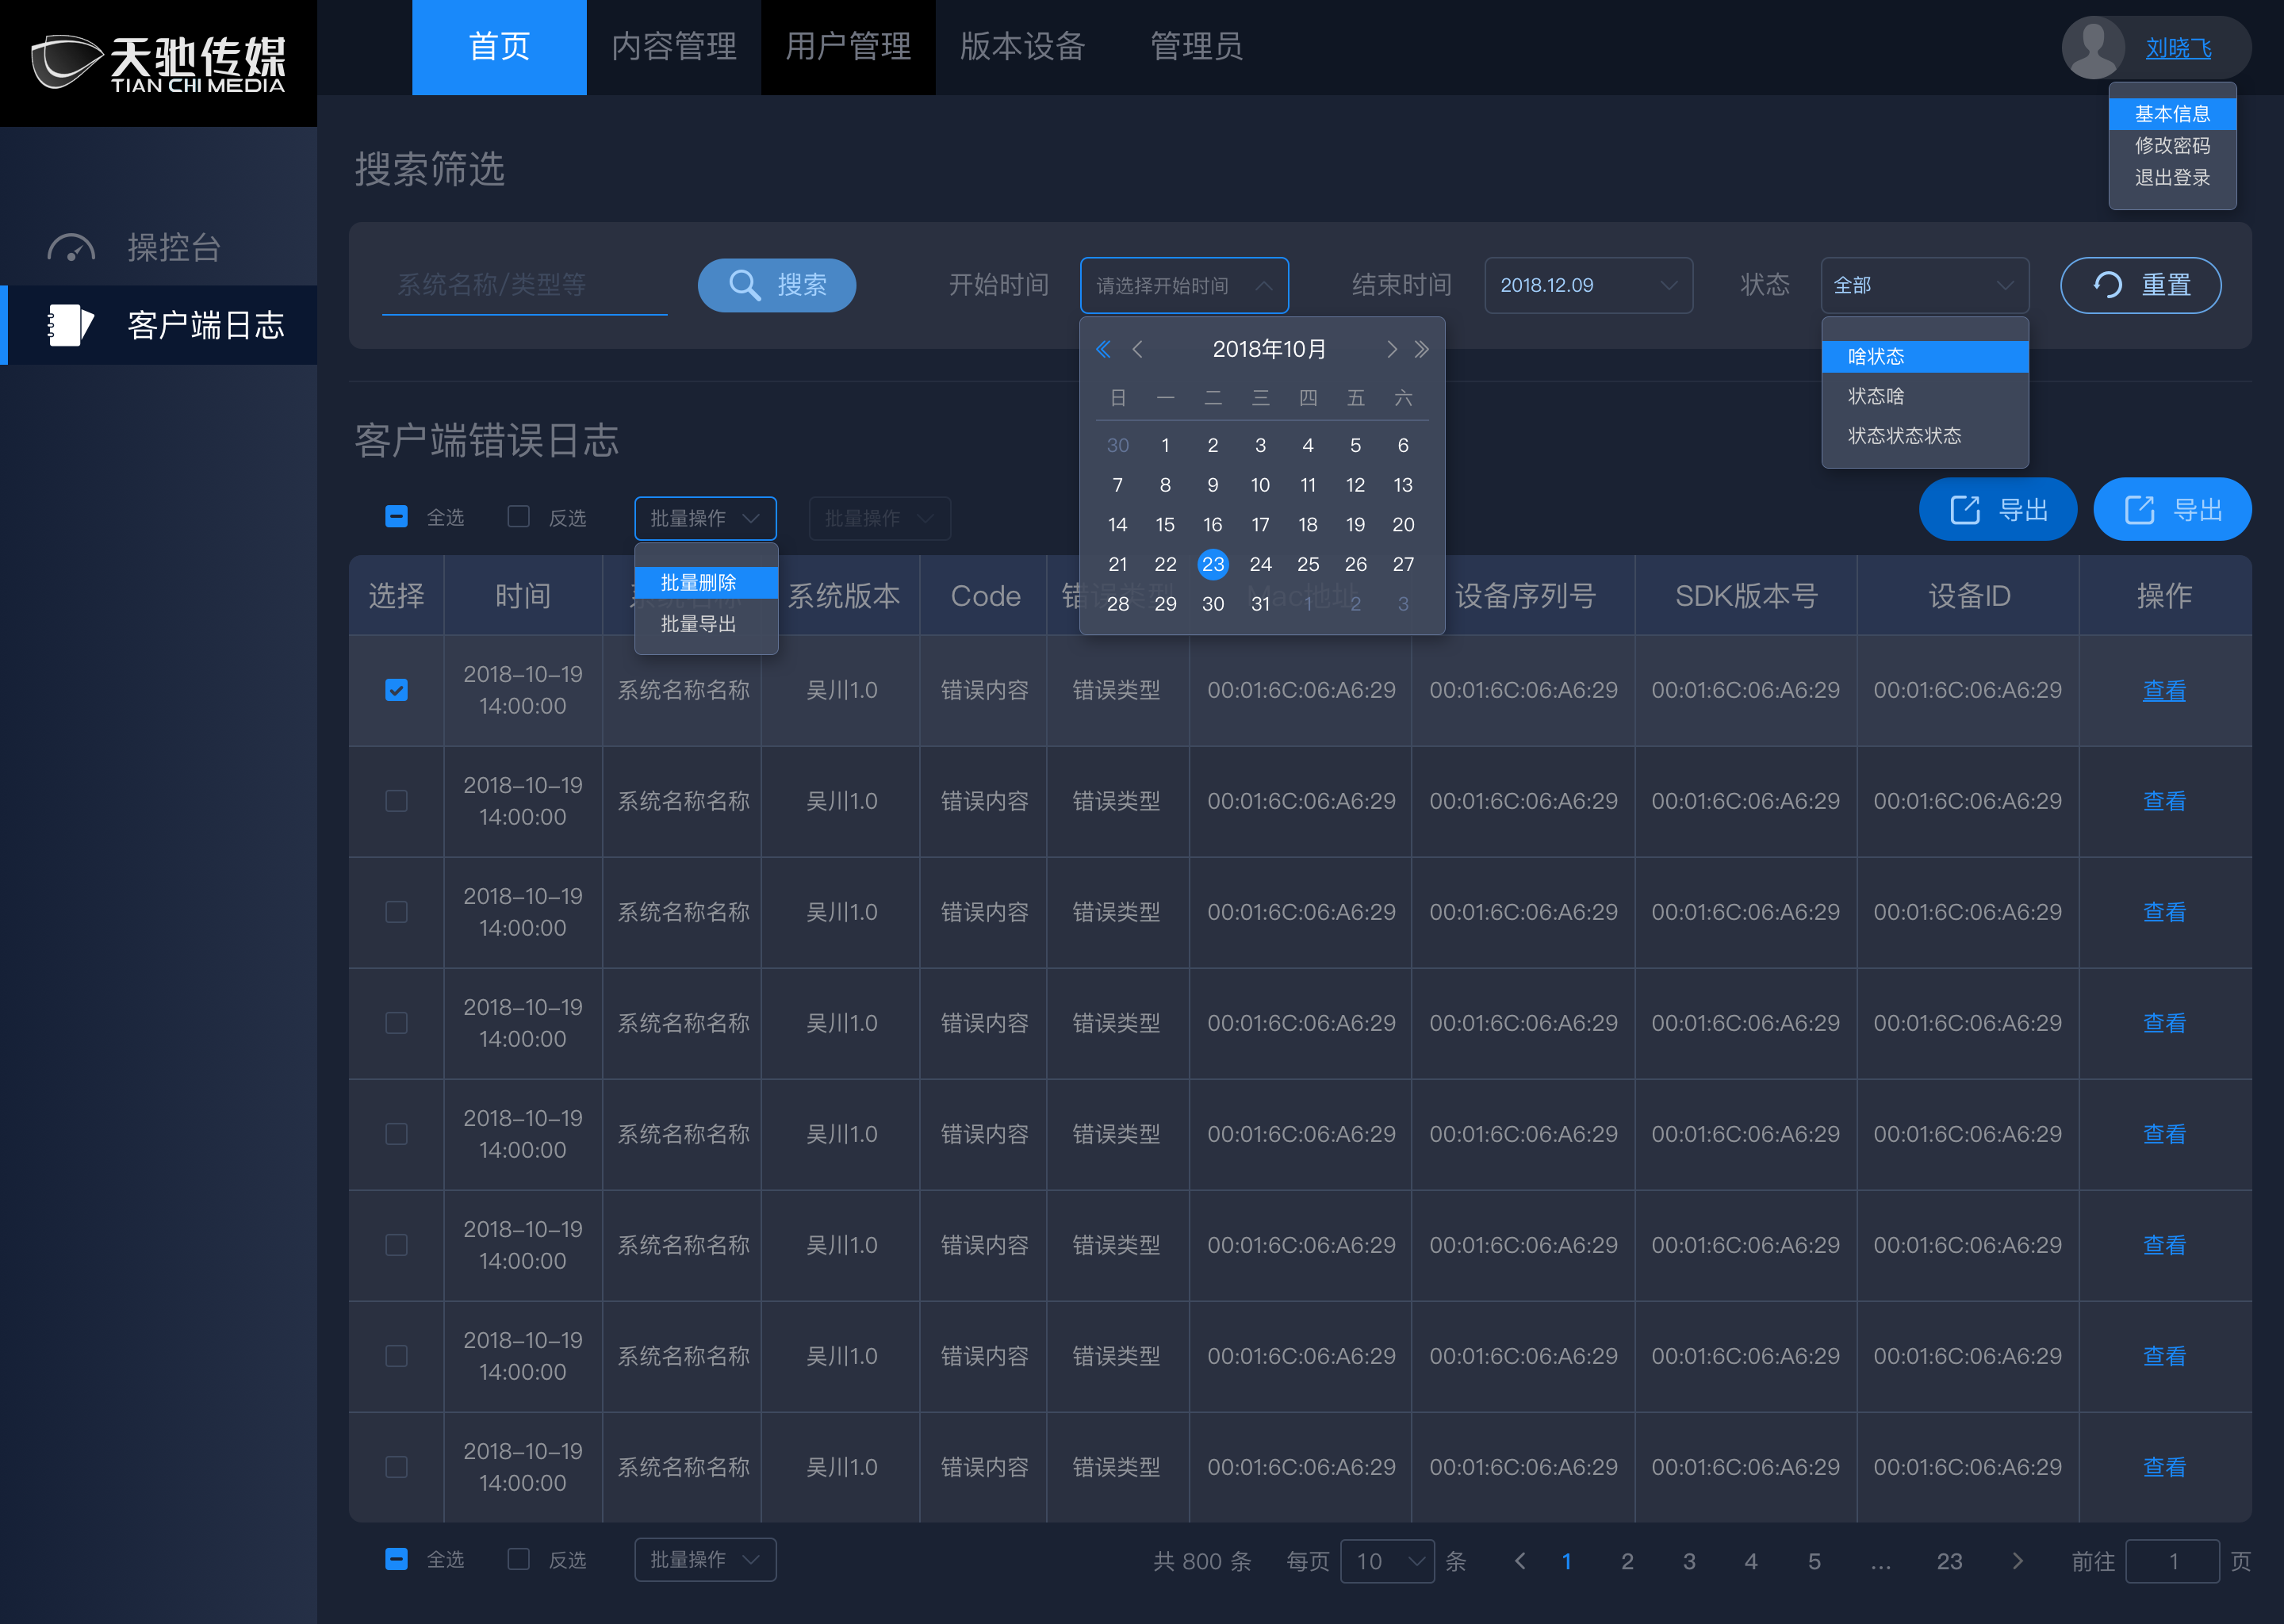 天驰传媒
TIAN CHI MEDIA
首页
内容管理
用户管理
版本设备
管理员
刘晓飞
基本信息
修改密码
退出登录
操控台
客户端日志
搜索筛选
系统名称/类型等
搜索
开始时间
请选择开始时间
结束时间
2018.12.09
状态
全部
重置
啥状态
状态啥
状态状态状态
2018年10月
日 一 二 三 四 五 六
30 1 2 3 4 5 6
7 8 9 10 11 12 13
14 15 16 17 18 19 20
21 22 23 24 25 26 27
28 29 30 31 1 2 3
客户端错误日志
全选
反选
批量操作
批量操作
批量删除
批量导出
导出
导出
选择 时间 系统名称 系统版本 Code 错误类型 Mac地址 设备序列号 SDK版本号 设备ID 操作
2018-10-19
14:00:00
系统名称名称 吴川1.0 错误内容 错误类型 00:01:6C:06:A6:29 00:01:6C:06:A6:29 00:01:6C:06:A6:29 00:01:6C:06:A6:29 查看
2018-10-19
14:00:00
系统名称名称 吴川1.0 错误内容 错误类型 00:01:6C:06:A6:29 00:01:6C:06:A6:29 00:01:6C:06:A6:29 00:01:6C:06:A6:29 查看
2018-10-19
14:00:00
系统名称名称 吴川1.0 错误内容 错误类型 00:01:6C:06:A6:29 00:01:6C:06:A6:29 00:01:6C:06:A6:29 00:01:6C:06:A6:29 查看
2018-10-19
14:00:00
系统名称名称 吴川1.0 错误内容 错误类型 00:01:6C:06:A6:29 00:01:6C:06:A6:29 00:01:6C:06:A6:29 00:01:6C:06:A6:29 查看
2018-10-19
14:00:00
系统名称名称 吴川1.0 错误内容 错误类型 00:01:6C:06:A6:29 00:01:6C:06:A6:29 00:01:6C:06:A6:29 00:01:6C:06:A6:29 查看
2018-10-19
14:00:00
系统名称名称 吴川1.0 错误内容 错误类型 00:01:6C:06:A6:29 00:01:6C:06:A6:29 00:01:6C:06:A6:29 00:01:6C:06:A6:29 查看
2018-10-19
14:00:00
系统名称名称 吴川1.0 错误内容 错误类型 00:01:6C:06:A6:29 00:01:6C:06:A6:29 00:01:6C:06:A6:29 00:01:6C:06:A6:29 查看
2018-10-19
14:00:00
系统名称名称 吴川1.0 错误内容 错误类型 00:01:6C:06:A6:29 00:01:6C:06:A6:29 00:01:6C:06:A6:29 00:01:6C:06:A6:29 查看
全选
反选
批量操作
共 800 条 每页 10 条 1 2 3 4 5 ... 23 前往 1 页